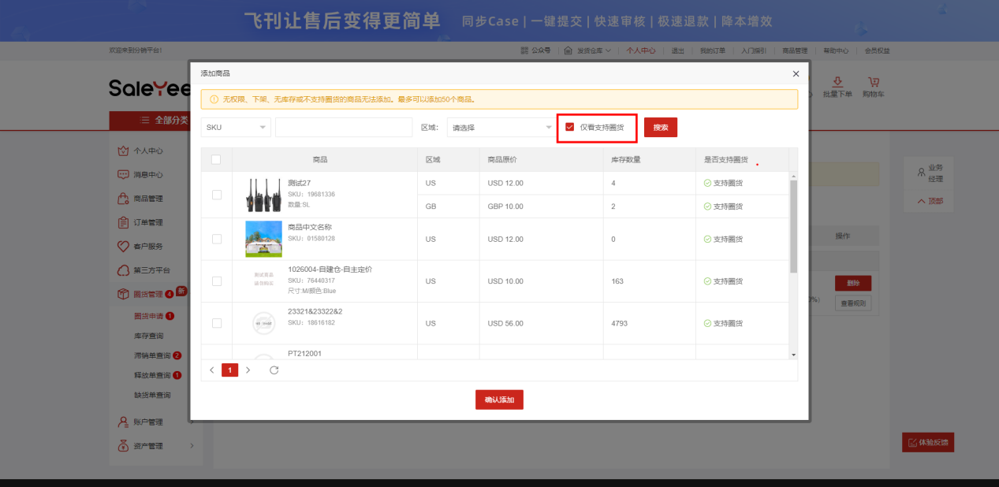 飞刊让售后变得更简单 同步Case | 一键提交 | 快速审核 | 极速退款 | 降本增效
欢迎来到分销平台! 公众号 发货仓库 个人中心 退出 我的订单 入门指引 商品管理 帮助中心 会员权益
SaleYee 批量下单 购物车
全部分类
个人中心
消息中心
商品管理
订单管理
客户服务
第三方平台
圈货管理 4 新
圈货申请 1
库存查询
滞销单查询 2
释放单查询 1
缺货单查询
账户管理
资产管理
添加商品
无权限、下架、无库存或不支持圈货的商品无法添加。最多可以添加50个商品。
SKU 区域: 请选择 仅看支持圈货 搜索
商品 区域 商品原价 库存数量 是否支持圈货
测试27
SKU: 19681336
数量:SL
US USD 12.00 4 支持圈货
GB GBP 10.00 2 支持圈货
商品中文名称
SKU: 01580128
US USD 12.00 0 支持圈货
测试商品
请勿购买
1026004-自建仓-自主定价
SKU: 76440317
尺寸:M/颜色:Blue
US USD 10.00 163 支持圈货
23321&23322&2
SKU: 18616182
US USD 56.00 4793 支持圈货
PT212001
1
确认添加
操作
删除
0%)
查看规则
业务
经理
顶部
体验反馈